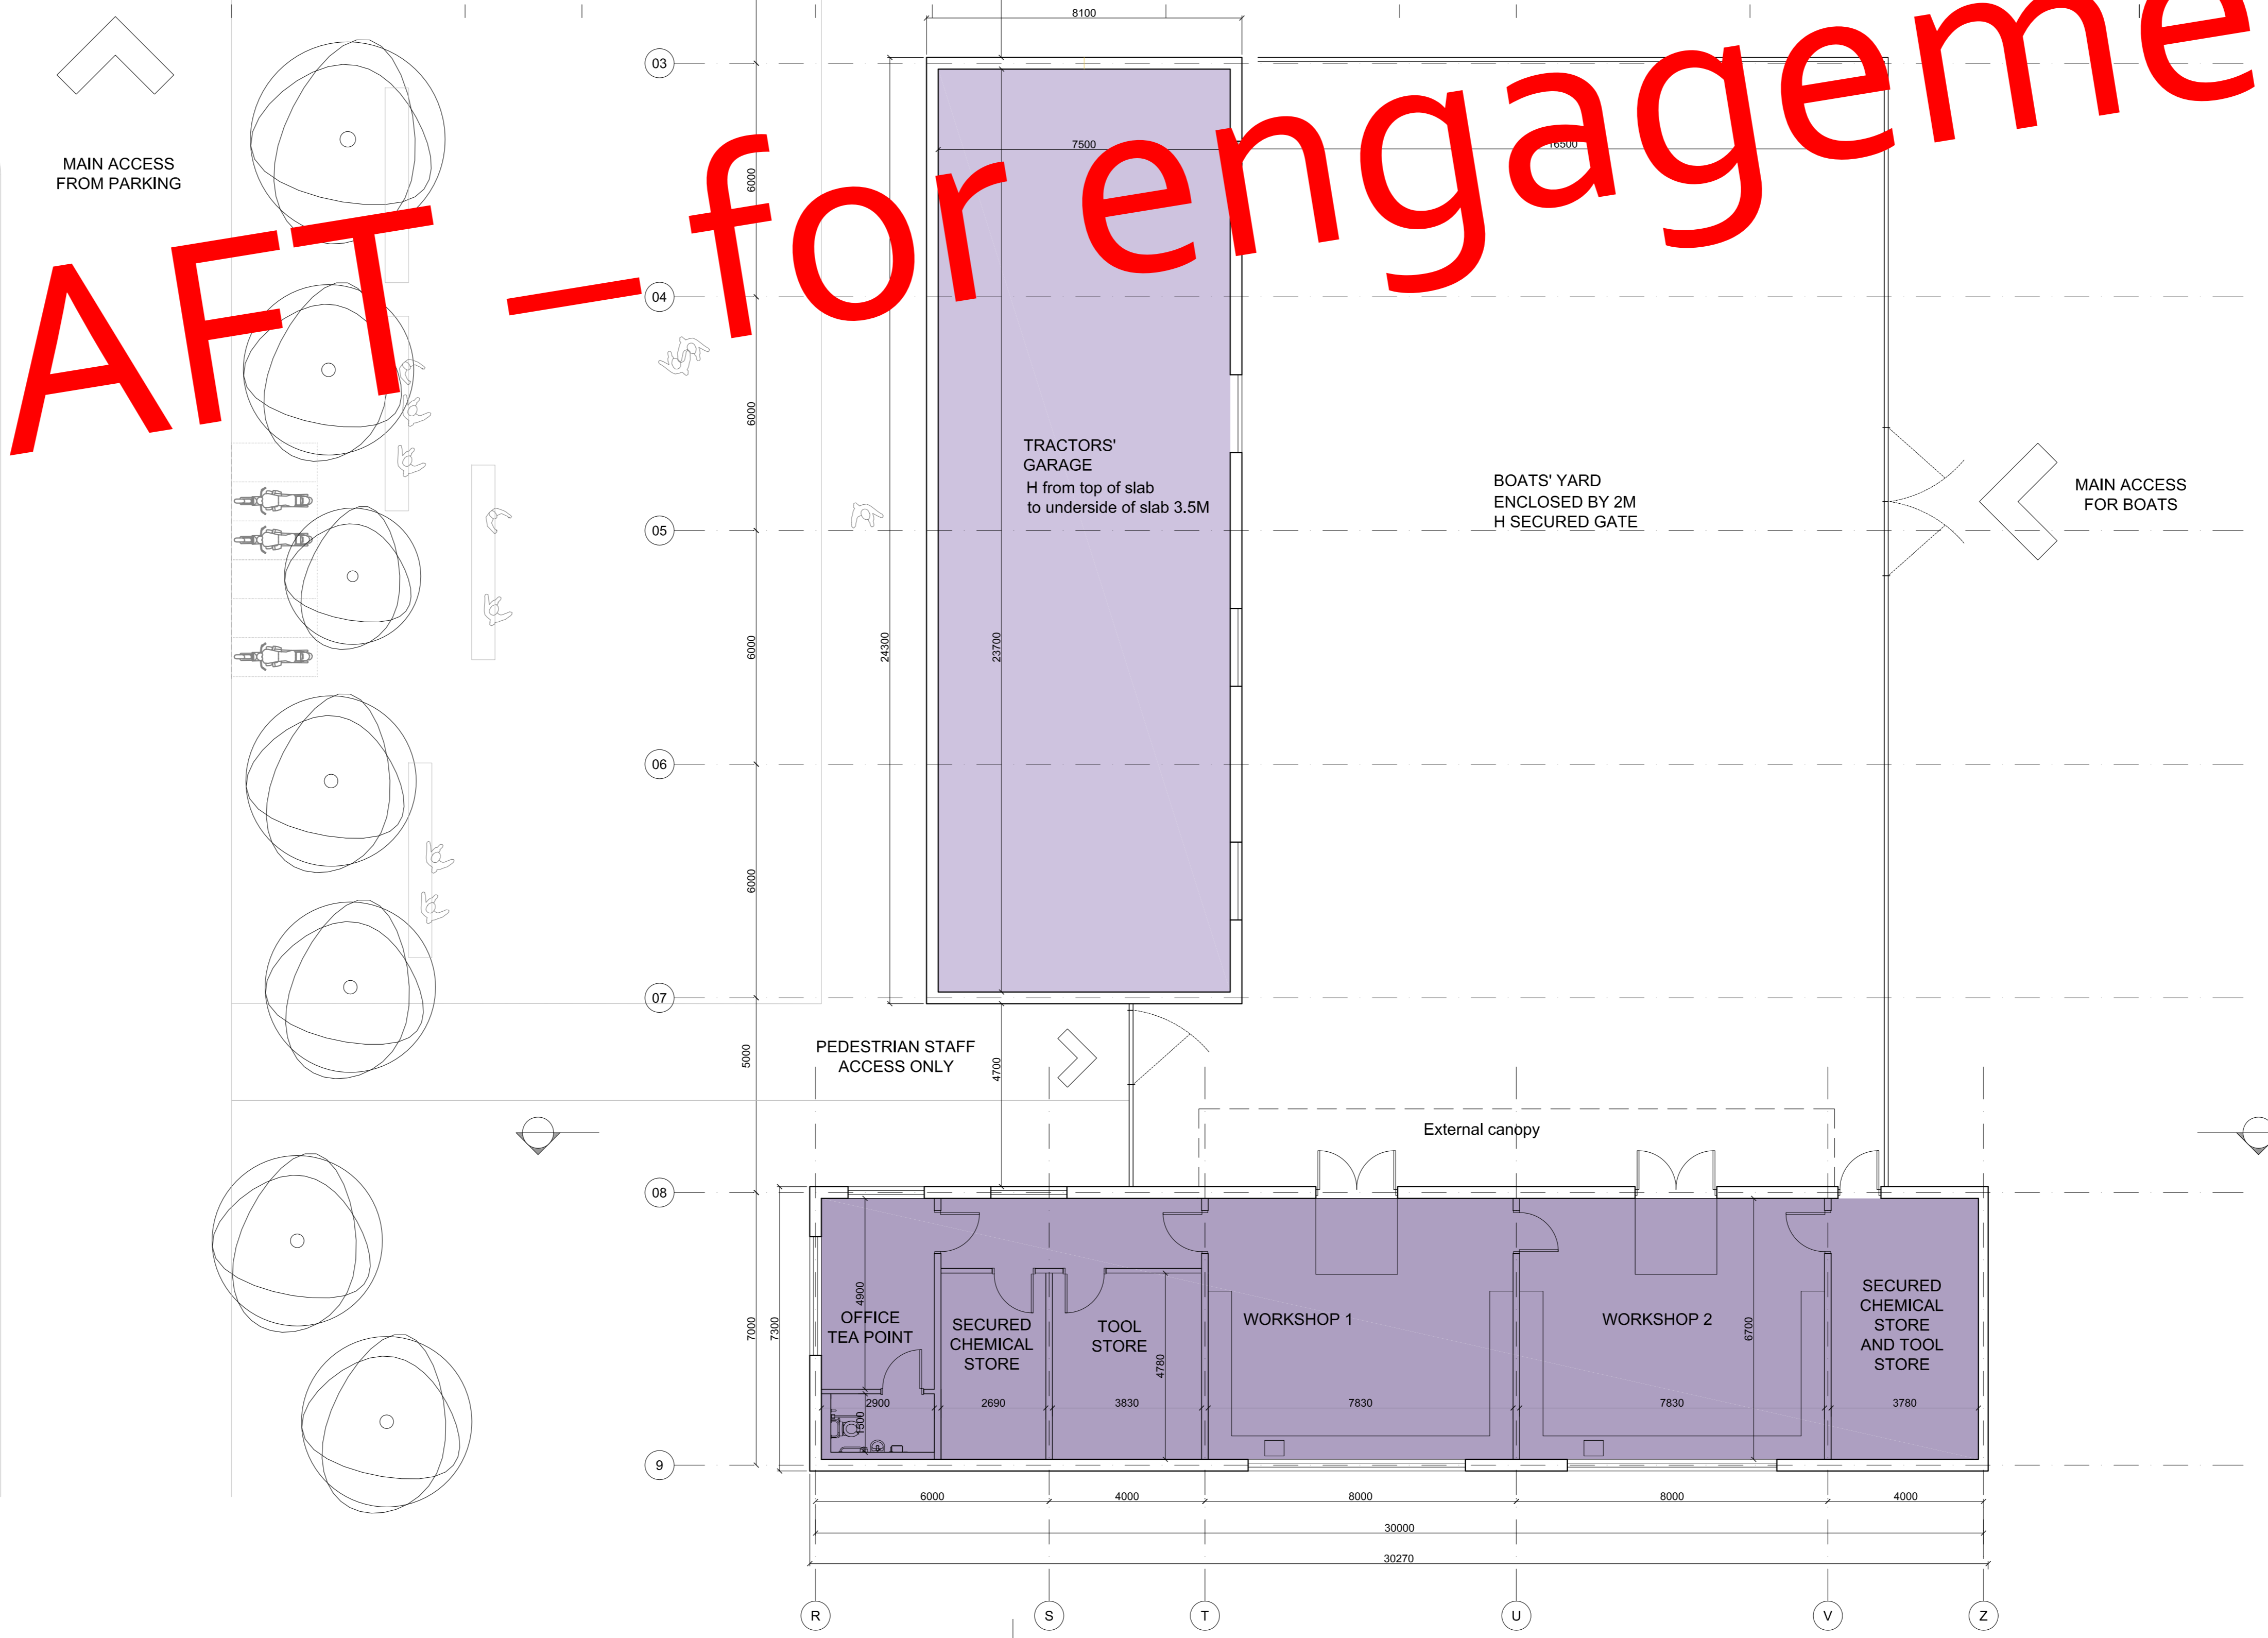 8100
03
MAIN ACCESS
FROM PARKING
7500
16500
6000
AFT – for engageme
04
6000
TRACTORS'
GARAGE
H from top of slab
to underside of slab 3.5M
BOATS' YARD
ENCLOSED BY 2M
H SECURED GATE
MAIN ACCESS
FOR BOATS
05
6000
24300
23700
06
6000
07
5000
PEDESTRIAN STAFF
ACCESS ONLY
4700
External canopy
08
7000
7300
4900
OFFICE
TEA POINT
SECURED
CHEMICAL
STORE
TOOL
STORE
4780
WORKSHOP 1
WORKSHOP 2
6700
SECURED
CHEMICAL
STORE
AND TOOL
STORE
2900
2690
3830
7830
7830
3780
1500
9
6000
4000
8000
8000
4000
30000
30270
R
S
T
U
V
Z